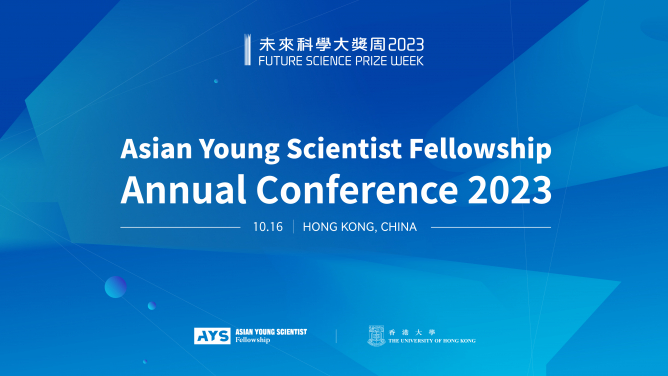 未來科學大獎周2023
FUTURE SCIENCE PRIZE WEEK
Asian Young Scientist Fellowship
Annual Conference 2023
10.16 | HONG KONG, CHINA
AYS ASIAN YOUNG SCIENTIST
Fellowship
香港大學
THE UNIVERSITY OF HONG KONG